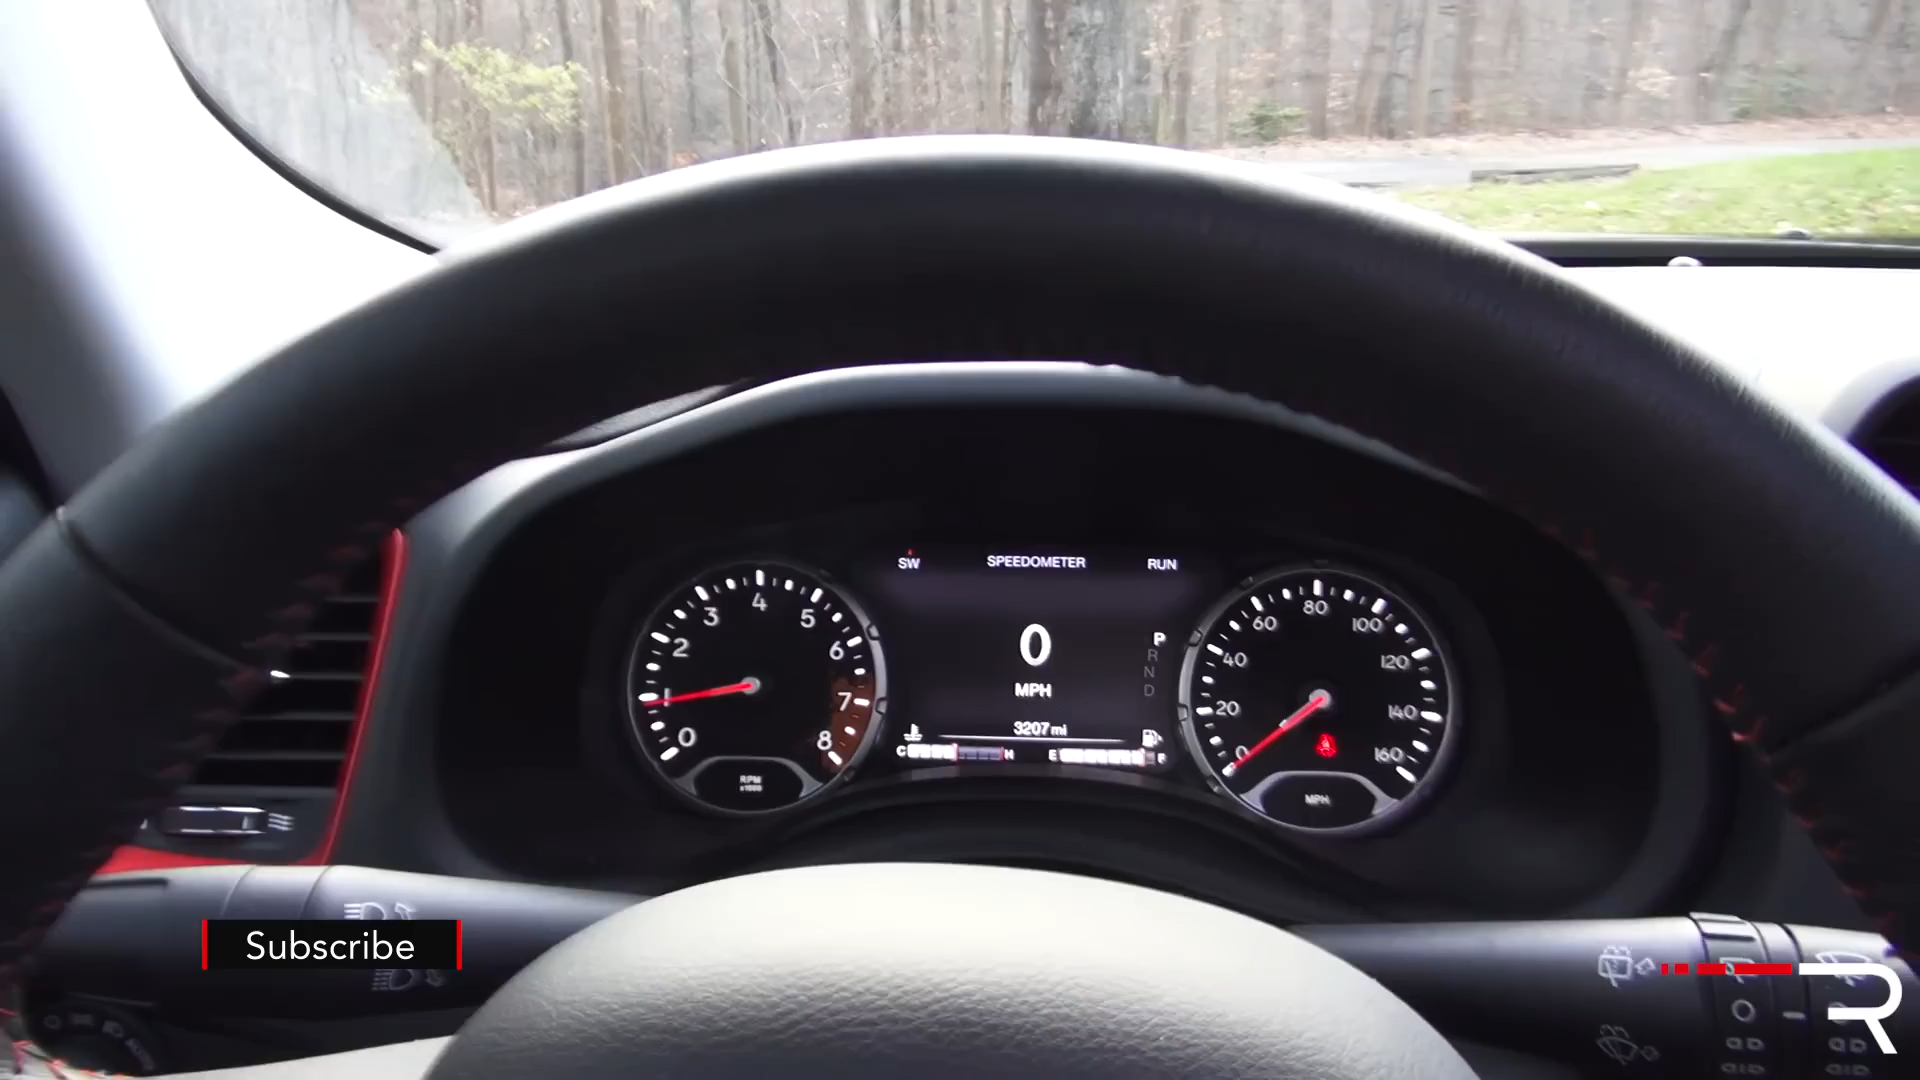 SW SPEEDOMETER RUN
0
MPH
3207 mi
P
R
N
D
C H E F
0 1 2 3 4 5 6 7 8
RPM
x1000
0 20 40 60 80 100 120 140 160
MPH
Subscribe
R